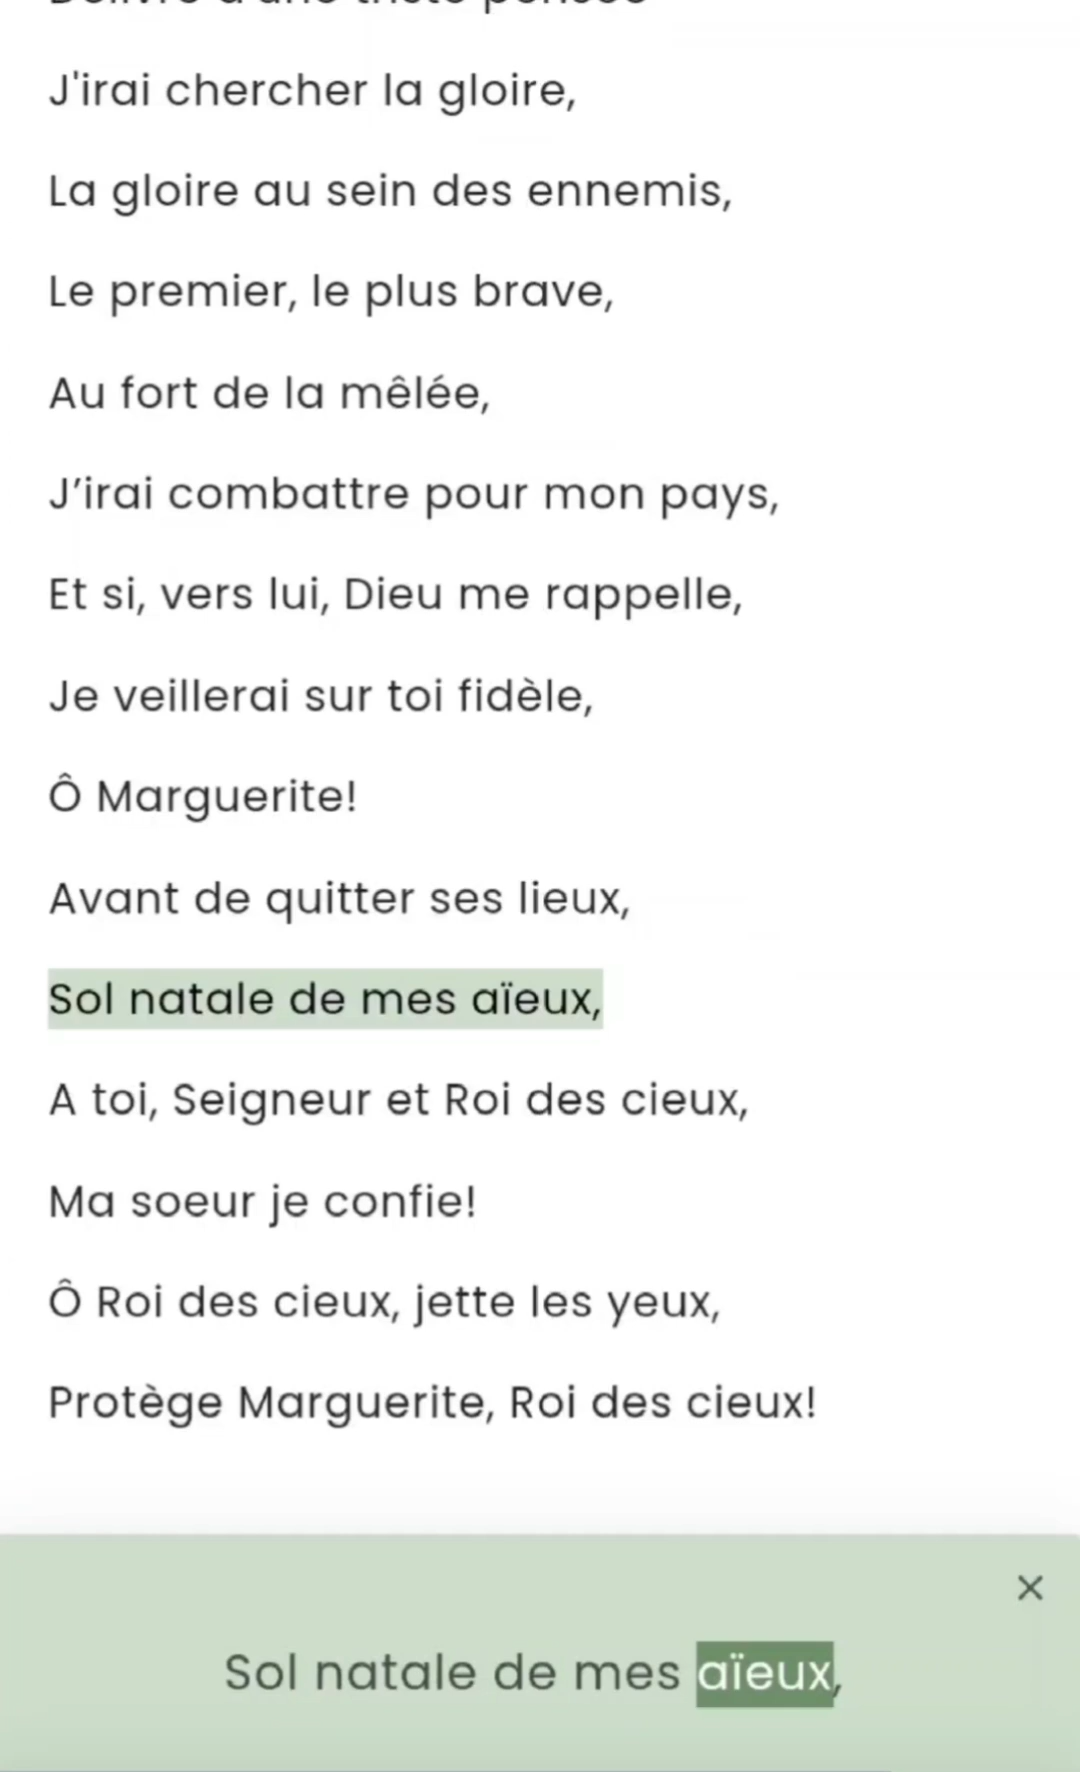 J'irai chercher la gloire,
La gloire au sein des ennemis,
Le premier, le plus brave,
Au fort de la mêlée,
J’irai combattre pour mon pays,
Et si, vers lui, Dieu me rappelle,
Je veillerai sur toi fidèle,
Ô Marguerite!
Avant de quitter ses lieux,
Sol natale de mes aïeux,
A toi, Seigneur et Roi des cieux,
Ma soeur je confie!
Ô Roi des cieux, jette les yeux,
Protège Marguerite, Roi des cieux!
Sol natale de mes aïeux,